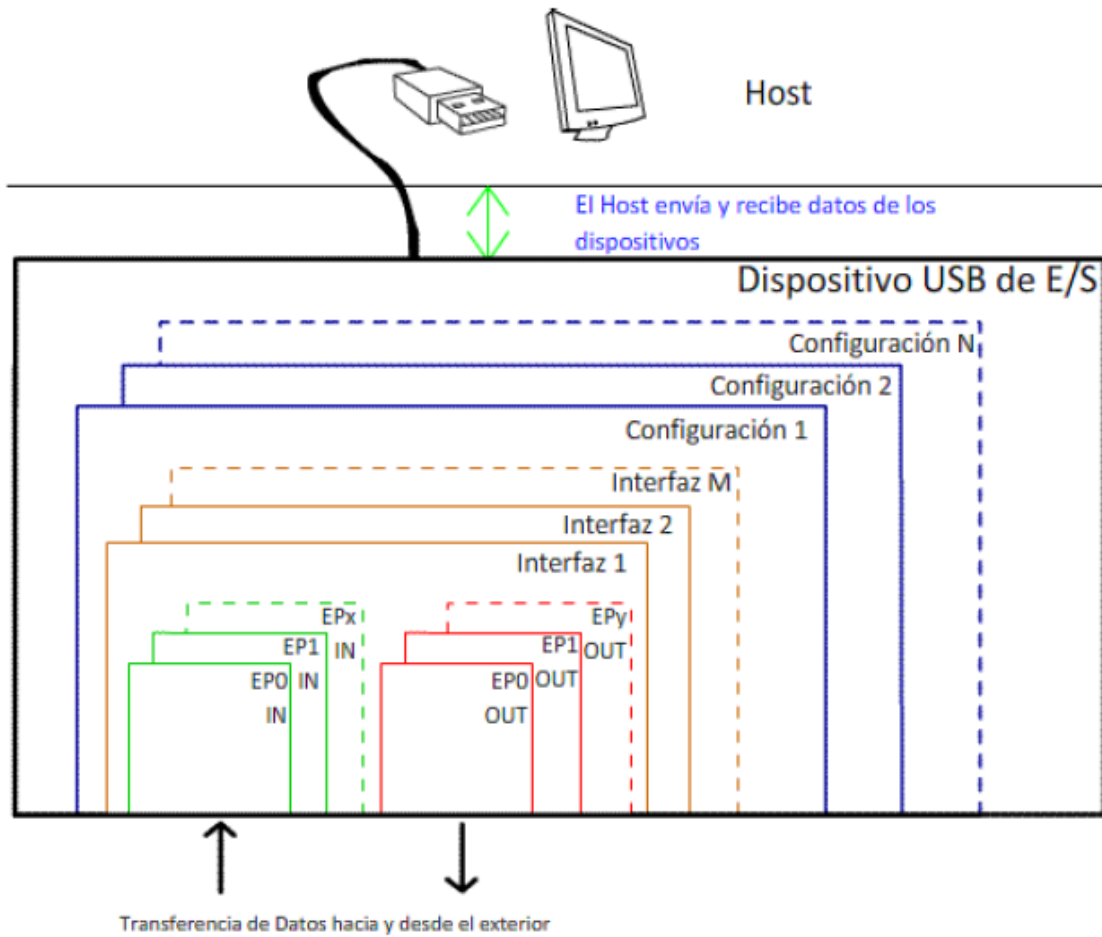 Host
El Host envía y recibe datos de los
dispositivos
Dispositivo USB de E/S
Configuración N
Configuración 2
Configuración 1
Interfaz M
Interfaz 2
Interfaz 1
EPx
IN
EP1
IN
EP0
IN
EPy
OUT
EP1
OUT
EP0
OUT
Transferencia de Datos hacia y desde el exterior